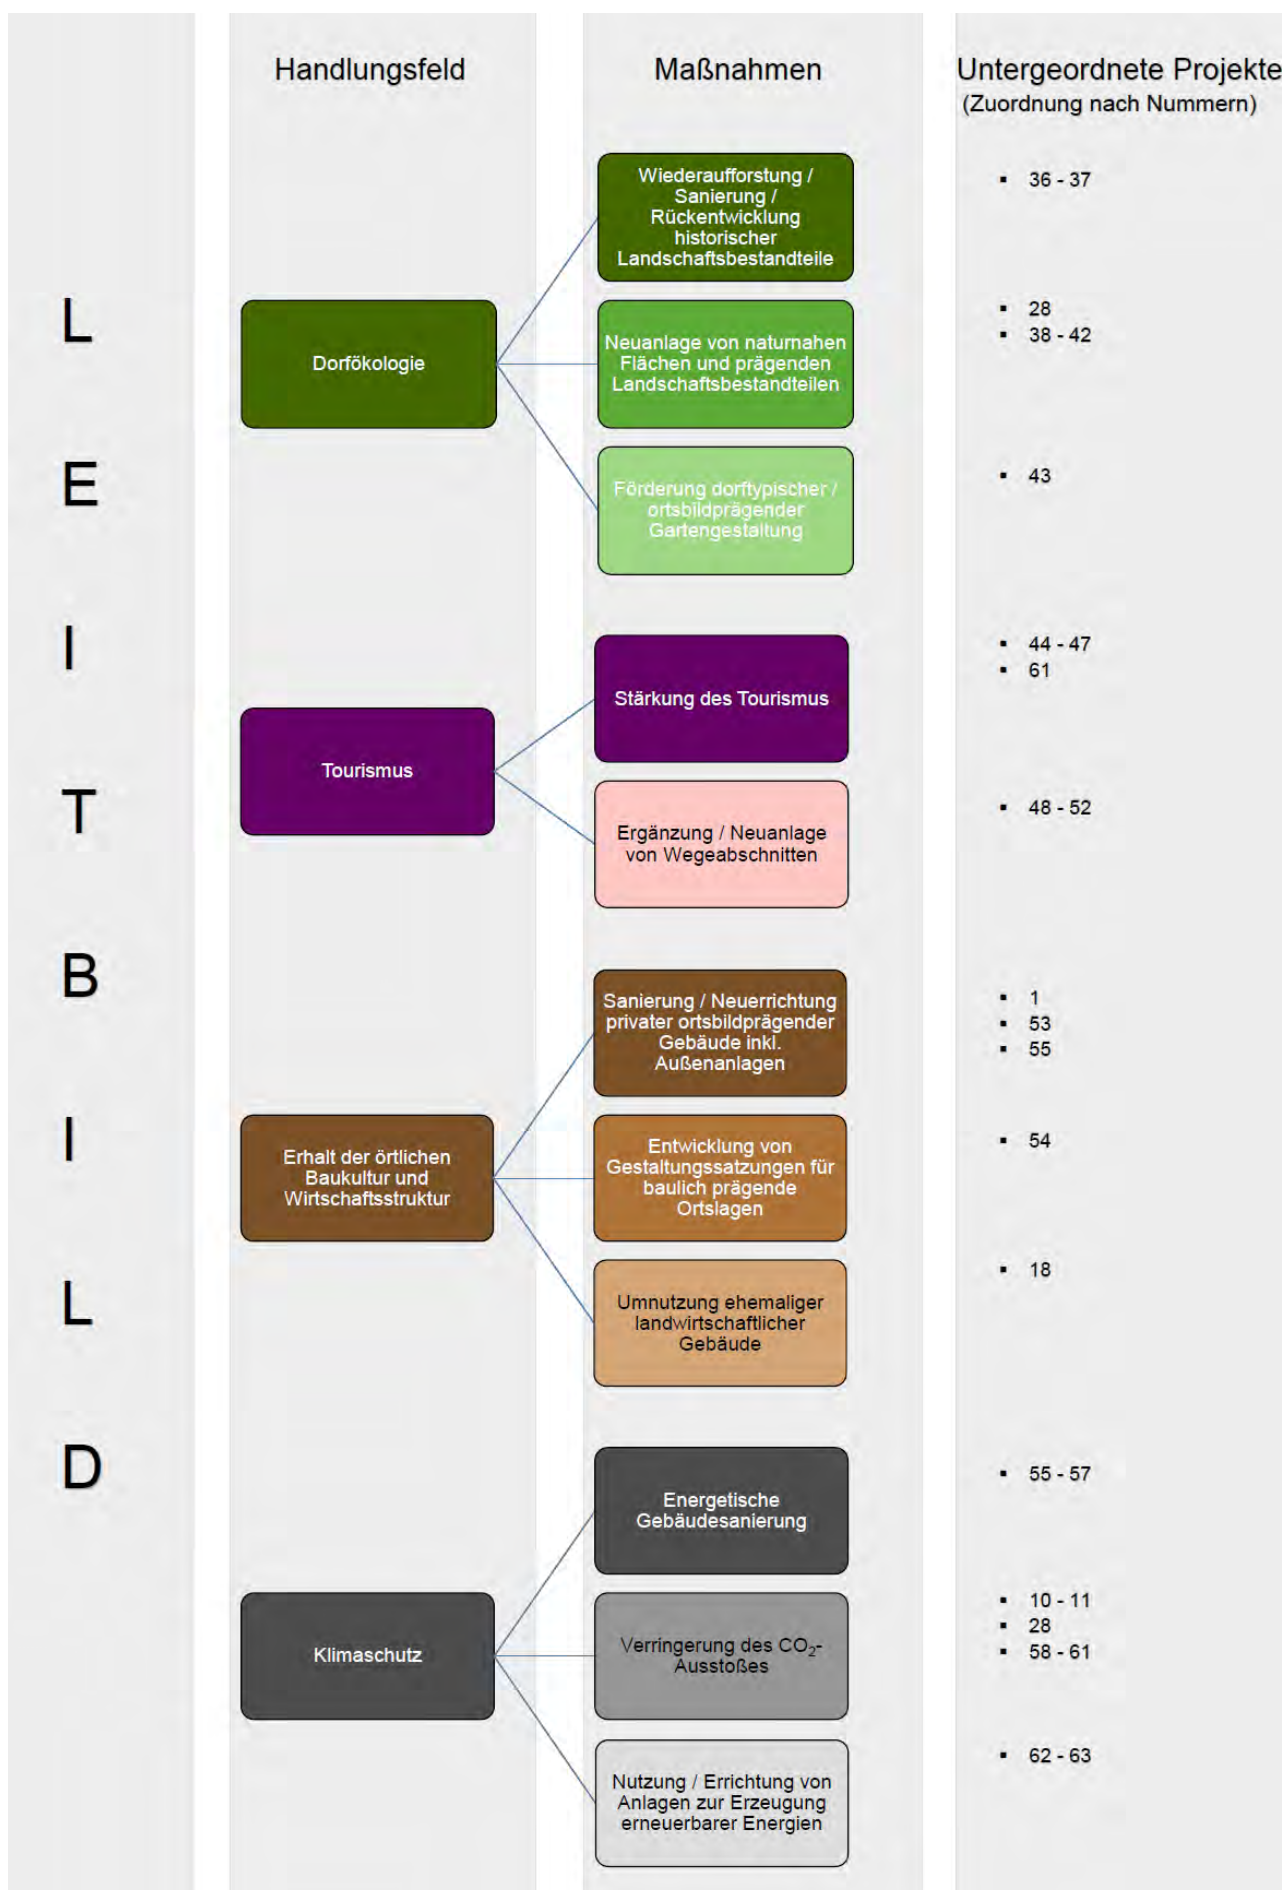 Handlungsfeld
Maßnahmen
Untergeordnete Projekte
(Zuordnung nach Nummern)
L
E
I
T
B
I
L
D
Dorfökologie
Wiederaufforstung /
Sanierung /
Rückentwicklung
historischer
Landschaftsbestandteile
▪ 36 - 37
Neuanlage von naturnahen
Flächen und prägenden
Landschaftsbestandteilen
▪ 28
▪ 38 - 42
Förderung dorftypischer /
ortsbildprägender
Gartengestaltung
▪ 43
Tourismus
Stärkung des Tourismus
▪ 44 - 47
▪ 61
Ergänzung / Neuanlage
von Wegeabschnitten
▪ 48 - 52
Erhalt der örtlichen
Baukultur und
Wirtschaftsstruktur
Sanierung / Neuerrichtung
privater ortsbildprägender
Gebäude inkl.
Außenanlagen
▪ 1
▪ 53
▪ 55
Entwicklung von
Gestaltungssatzungen für
baulich prägende
Ortslagen
▪ 54
Umnutzung ehemaliger
landwirtschaftlicher
Gebäude
▪ 18
Klimaschutz
Energetische
Gebäudesanierung
▪ 55 - 57
Verringerung des CO₂-
Ausstoßes
▪ 10 - 11
▪ 28
▪ 58 - 61
Nutzung / Errichtung von
Anlagen zur Erzeugung
erneuerbarer Energien
▪ 62 - 63